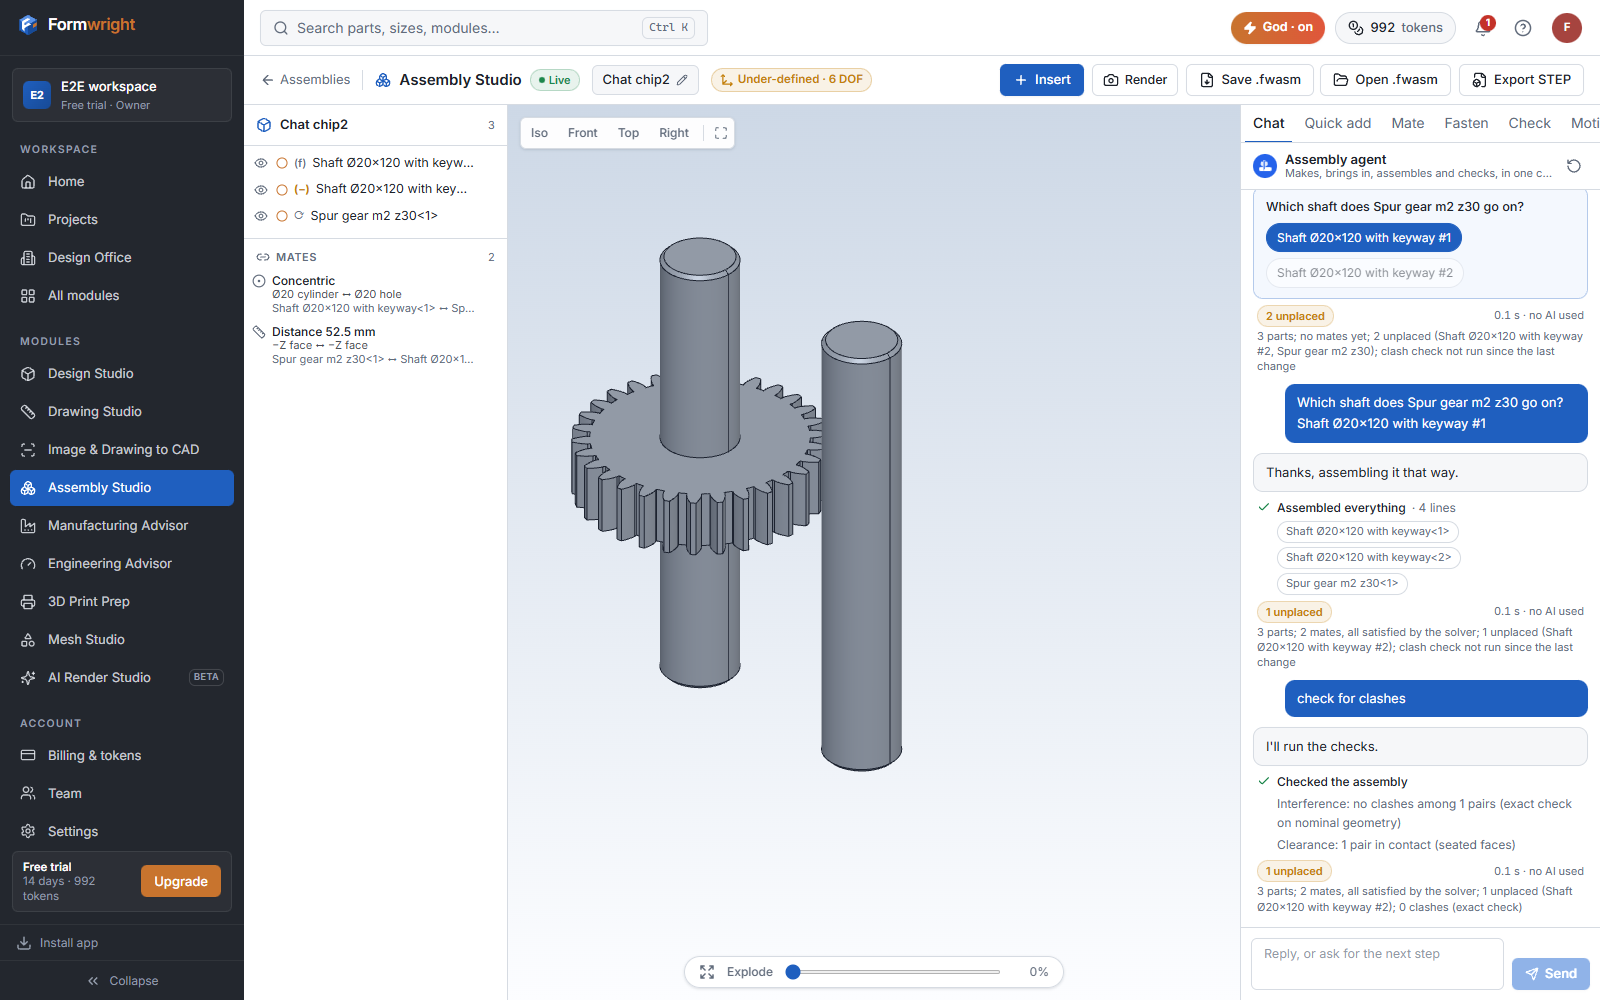 Formwright
Search parts, sizes, modules...
Ctrl K
God · on
992 tokens
1
F
E2
E2E workspace
Free trial · Owner
WORKSPACE
Home
Projects
Design Office
All modules
MODULES
Design Studio
Drawing Studio
Image & Drawing to CAD
Assembly Studio
Manufacturing Advisor
Engineering Advisor
3D Print Prep
Mesh Studio
AI Render Studio
BETA
ACCOUNT
Billing & tokens
Team
Settings
Free trial
14 days · 992
tokens
Upgrade
Install app
Collapse
Assemblies
Assembly Studio
Live
Chat chip2
Under-defined · 6 DOF
Insert
Render
Save .fwasm
Open .fwasm
Export STEP
Chat chip2
3
(f) Shaft Ø20×120 with keyw...
(−) Shaft Ø20×120 with key...
Spur gear m2 z30<1>
MATES
2
Concentric
Ø20 cylinder ↔ Ø20 hole
Shaft Ø20×120 with keyway<1> ↔ Sp...
Distance 52.5 mm
−Z face ↔ −Z face
Spur gear m2 z30<1> ↔ Shaft Ø20×1...
Iso
Front
Top
Right
Explode
0%
Chat
Quick add
Mate
Fasten
Check
Moti
Assembly agent
Makes, brings in, assembles and checks, in one c...
Which shaft does Spur gear m2 z30 go on?
Shaft Ø20×120 with keyway #1
Shaft Ø20×120 with keyway #2
2 unplaced
0.1 s · no AI used
3 parts; no mates yet; 2 unplaced (Shaft Ø20×120 with keyway
#2, Spur gear m2 z30); clash check not run since the last
change
Which shaft does Spur gear m2 z30 go on?
Shaft Ø20×120 with keyway #1
Thanks, assembling it that way.
Assembled everything · 4 lines
Shaft Ø20×120 with keyway<1>
Shaft Ø20×120 with keyway<2>
Spur gear m2 z30<1>
1 unplaced
0.1 s · no AI used
3 parts; 2 mates, all satisfied by the solver; 1 unplaced (Shaft
Ø20×120 with keyway #2); clash check not run since the last
change
check for clashes
I'll run the checks.
Checked the assembly
Interference: no clashes among 1 pairs (exact check
on nominal geometry)
Clearance: 1 pair in contact (seated faces)
1 unplaced
0.1 s · no AI used
3 parts; 2 mates, all satisfied by the solver; 1 unplaced (Shaft
Ø20×120 with keyway #2); 0 clashes (exact check)
Reply, or ask for the next step
Send